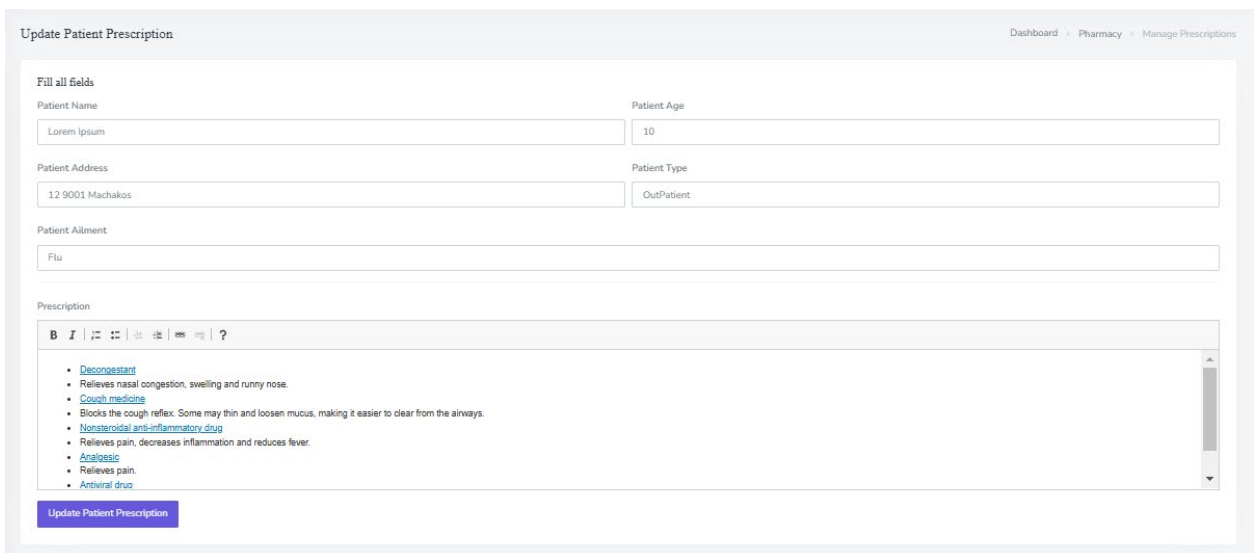 Update Patient Prescription
Dashboard > Pharmacy > Manage Prescriptions
Fill all fields
Patient Name
Patient Age
Lorem Ipsum
10
Patient Address
Patient Type
12 9001 Machakos
OutPatient
Patient Ailment
Flu
Prescription
B I ?
• Decongestant
• Relieves nasal congestion, swelling and runny nose.
• Cough medicine
• Blocks the cough reflex. Some may thin and loosen mucus, making it easier to clear from the airways.
• Nonsteroidal anti-inflammatory drug
• Relieves pain, decreases inflammation and reduces fever.
• Analgesic
• Relieves pain.
• Antiviral drug
Update Patient Prescription